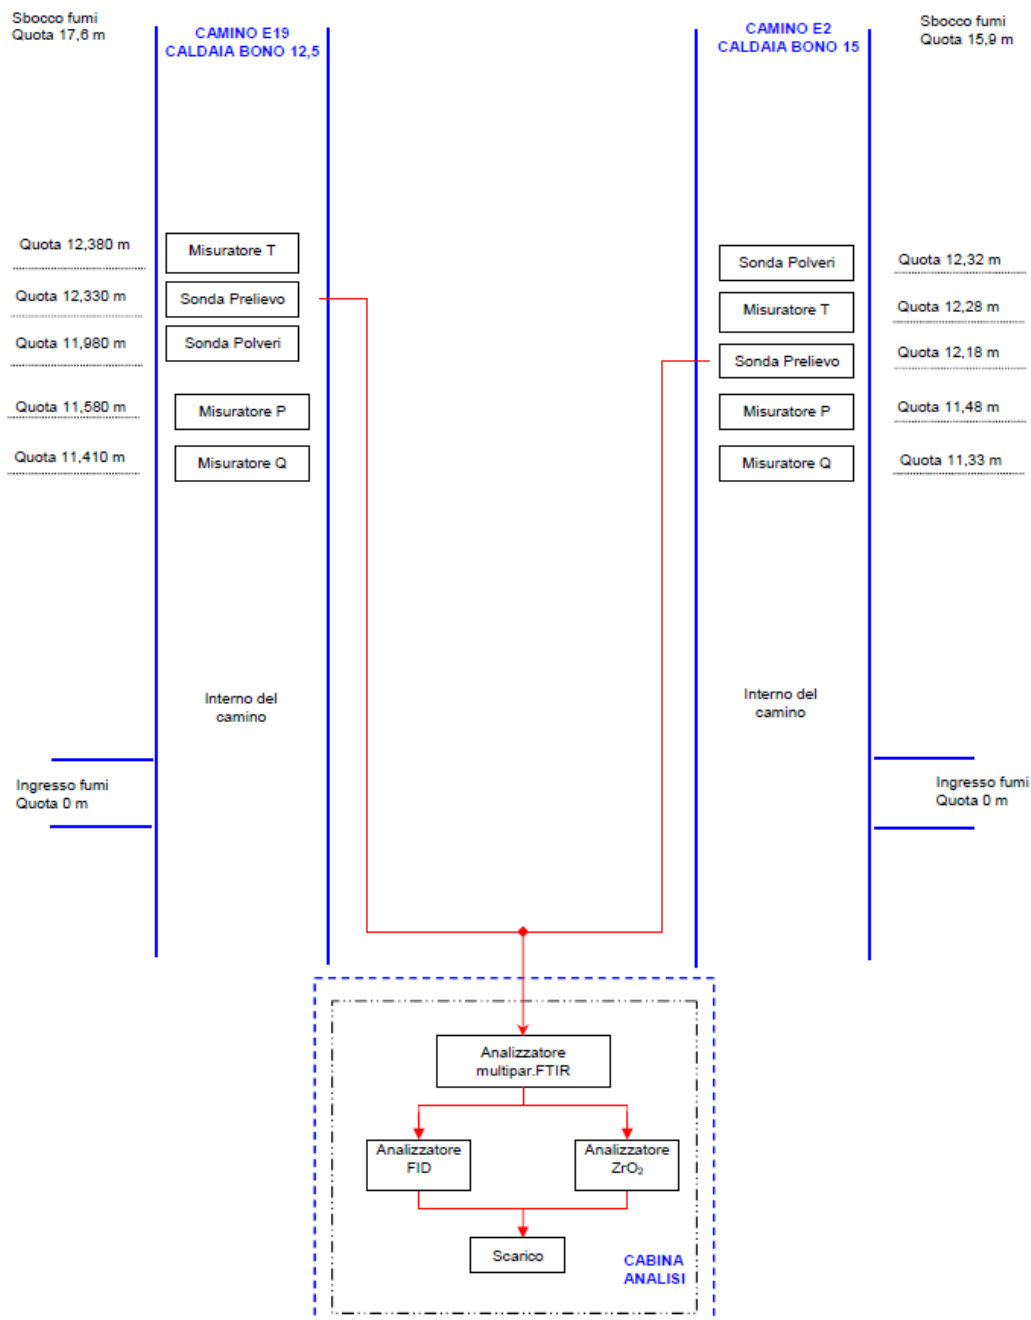 Sbocco fumi
Quota 17,6 m
CAMINO E19
CALDAIA BONO 12,5
CAMINO E2
CALDAIA BONO 15
Sbocco fumi
Quota 15,9 m
Quota 12,380 m
Misuratore T
Quota 12,330 m
Sonda Prelievo
Quota 11,980 m
Sonda Polveri
Quota 11,580 m
Misuratore P
Quota 11,410 m
Misuratore Q
Sonda Polveri
Quota 12,32 m
Misuratore T
Quota 12,28 m
Sonda Prelievo
Quota 12,18 m
Misuratore P
Quota 11,48 m
Misuratore Q
Quota 11,33 m
Interno del
camino
Interno del
camino
Ingresso fumi
Quota 0 m
Ingresso fumi
Quota 0 m
Analizzatore
multipar.FTIR
Analizzatore
FID
Analizzatore
ZrO₂
Scarico
CABINA
ANALISI